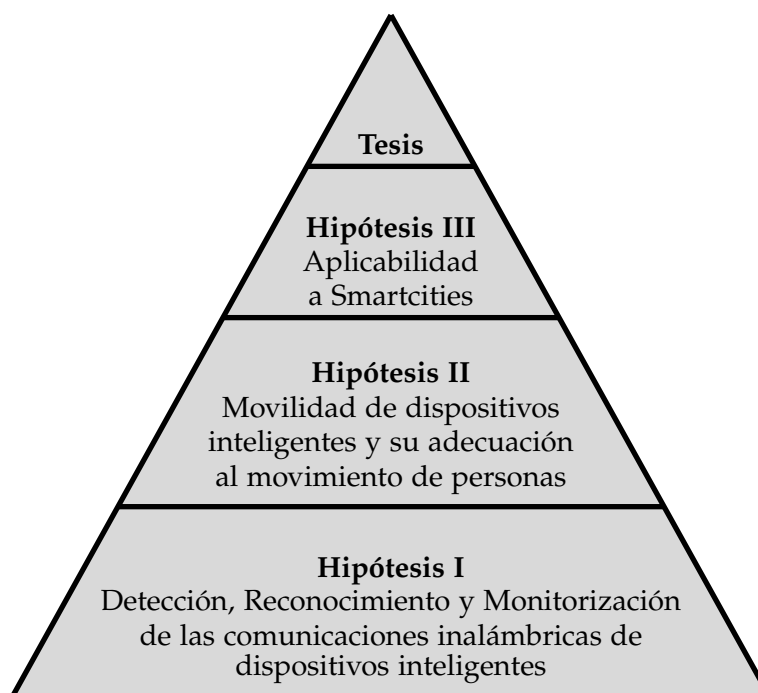 Tesis
Hipótesis III
Aplicabilidad
a Smartcities
Hipótesis II
Movilidad de dispositivos
inteligentes y su adecuación
al movimiento de personas
Hipótesis I
Detección, Reconocimiento y Monitorización
de las comunicaciones inalámbricas de
dispositivos inteligentes